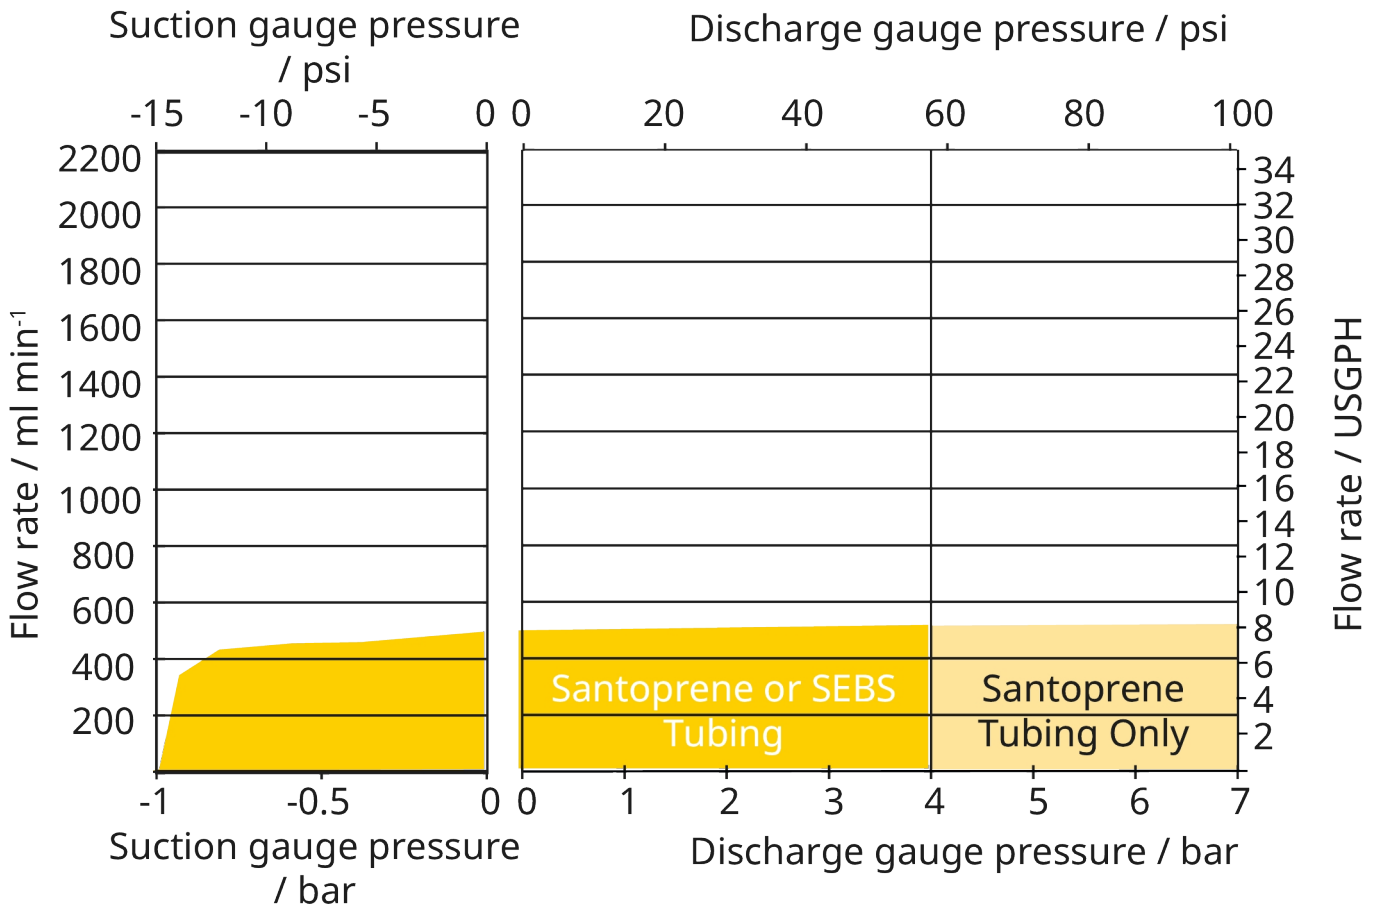 Suction gauge pressure
/ psi
Discharge gauge pressure / psi
-15 -10 -5 0
0 20 40 60 80 100
Flow rate / ml min-1
2200
2000
1800
1600
1400
1200
1000
800
600
400
200
34
32
30
28
26
24
22
20
18
16
14
12
10
8
6
4
2
Flow rate / USGPH
Santoprene or SEBS
Tubing
Santoprene
Tubing Only
-1 -0.5 0
0 1 2 3 4 5 6 7
Suction gauge pressure
/ bar
Discharge gauge pressure / bar